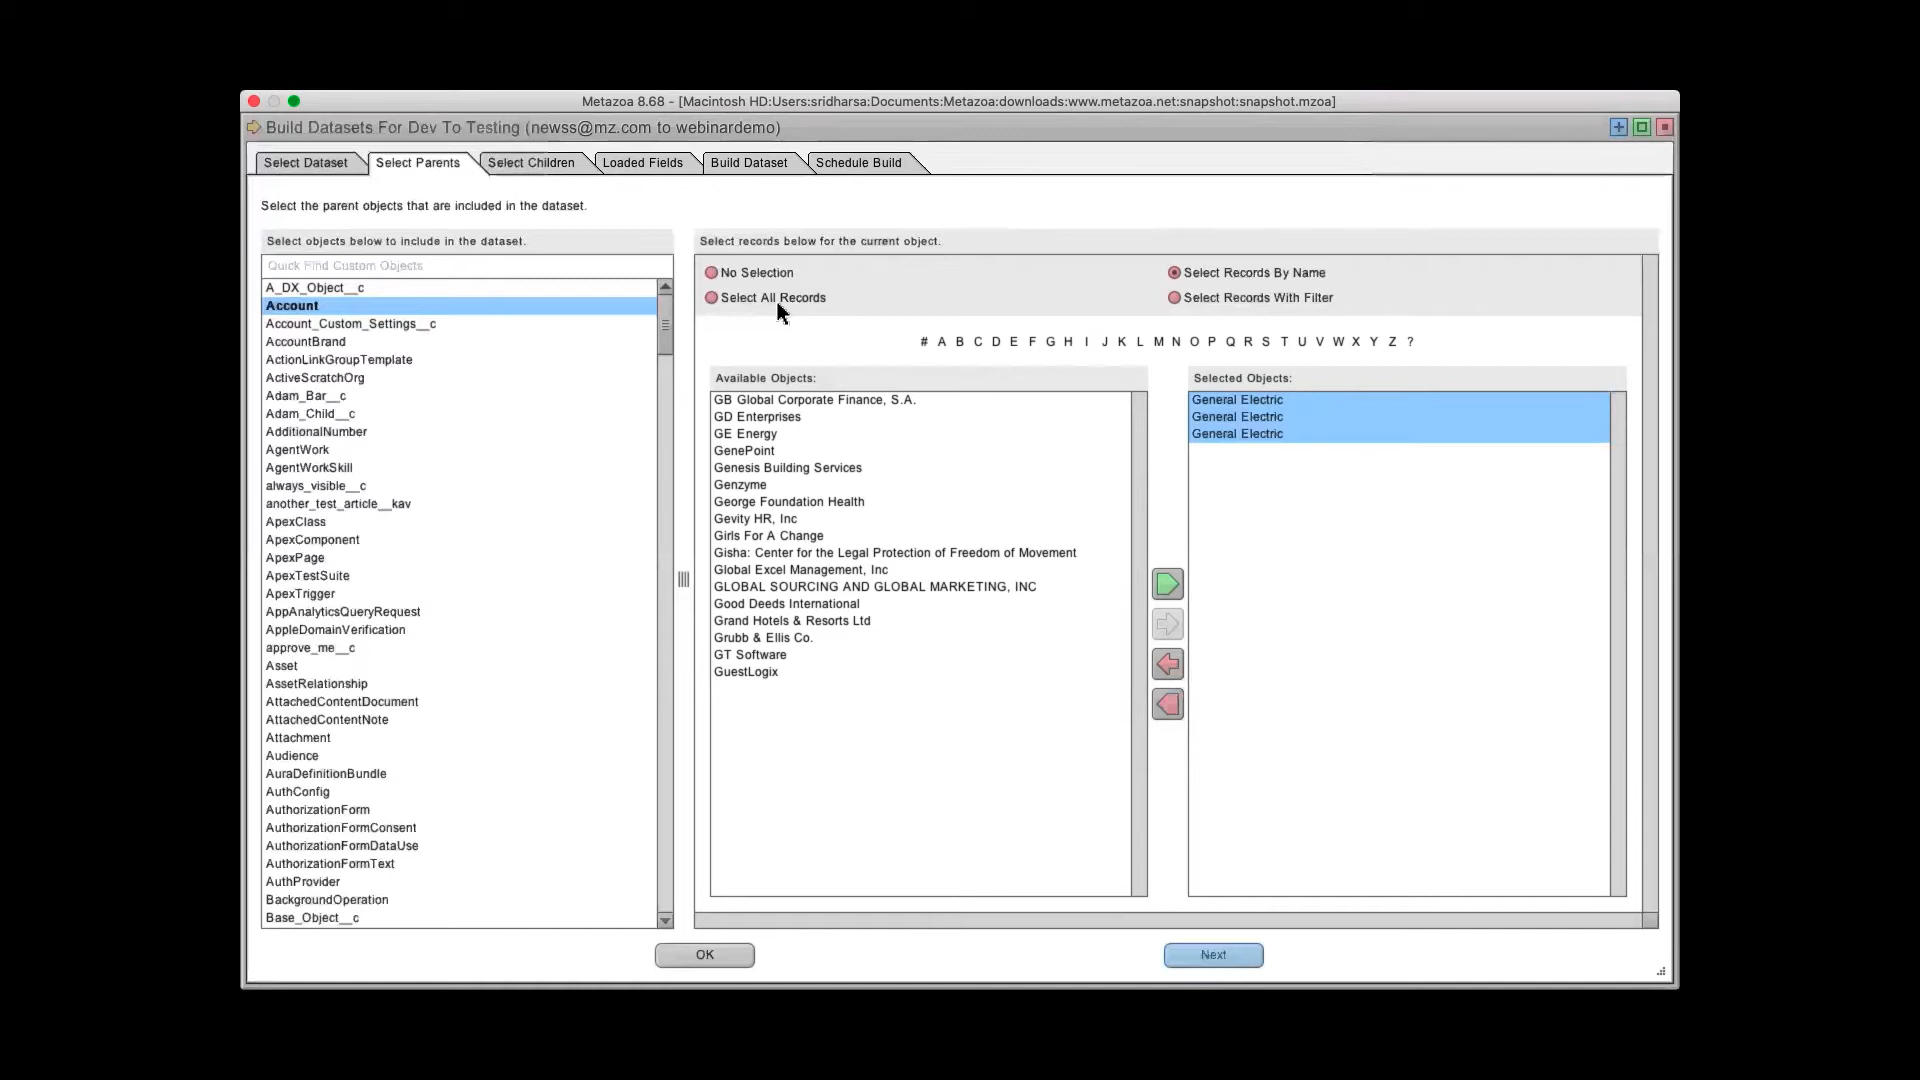 Metazoa 8.68 - [Macintosh HD:Users:sridharsa:Documents:Metazoa:downloads:www.metazoa.net:snapshot:snapshot.mzoa]
Build Datasets For Dev To Testing (newss@mz.com to webinardemo)
Select Dataset
Select Parents
Select Children
Loaded Fields
Build Dataset
Schedule Build
Select the parent objects that are included in the dataset.
Select objects below to include in the dataset.
Quick Find Custom Objects
A_DX_Object__c
Account
Account_Custom_Settings__c
AccountBrand
ActionLinkGroupTemplate
ActiveScratchOrg
Adam_Bar__c
Adam_Child__c
AdditionalNumber
AgentWork
AgentWorkSkill
always_visible__c
another_test_article__kav
ApexClass
ApexComponent
ApexPage
ApexTestSuite
ApexTrigger
AppAnalyticsQueryRequest
AppleDomainVerification
approve_me__c
Asset
AssetRelationship
AttachedContentDocument
AttachedContentNote
Attachment
Audience
AuraDefinitionBundle
AuthConfig
AuthorizationForm
AuthorizationFormConsent
AuthorizationFormDataUse
AuthorizationFormText
AuthProvider
BackgroundOperation
Base_Object__c
Select records below for the current object.
No Selection
Select Records By Name
Select All Records
Select Records With Filter
# A B C D E F G H I J K L M N O P Q R S T U V W X Y Z ?
Available Objects:
GB Global Corporate Finance, S.A.
GD Enterprises
GE Energy
GenePoint
Genesis Building Services
Genzyme
George Foundation Health
Gevity HR, Inc
Girls For A Change
Gisha: Center for the Legal Protection of Freedom of Movement
Global Excel Management, Inc
GLOBAL SOURCING AND GLOBAL MARKETING, INC
Good Deeds International
Grand Hotels & Resorts Ltd
Grubb & Ellis Co.
GT Software
GuestLogix
Selected Objects:
General Electric
General Electric
General Electric
OK
Next